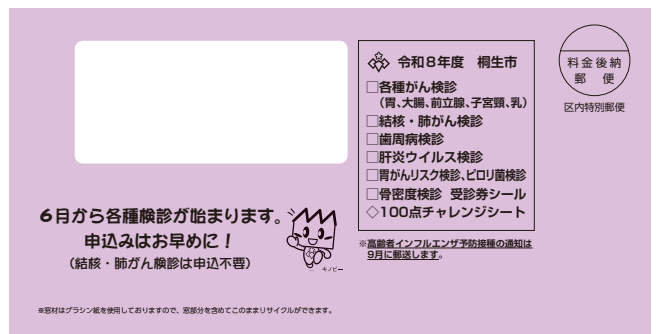 令和8年度 桐生市
□各種がん検診
(胃、大腸、前立腺、子宮頸、乳)
□結核・肺がん検診
□歯周病検診
□肝炎ウイルス検診
□胃がんリスク検診、ピロリ菌検診
□骨密度検診 受診券シール
◇100点チャレンジシート
※高齢者インフルエンザ予防接種の通知は
9月に郵送します。
料金後納
郵便
区内特別郵便
6月から各種検診が始まります。
申込みはお早めに!
(結核・肺がん検診は申込不要)
キノピー
※窓材はグラシン紙を使用しておりますので、窓部分を含めてこのままリサイクルができます。